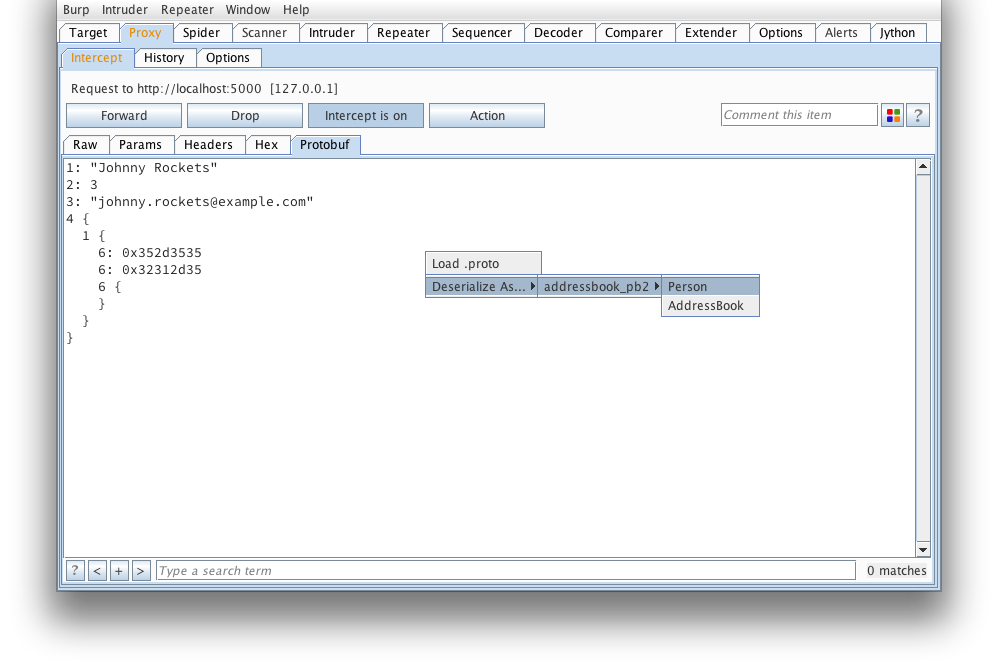 Burp Intruder Repeater Window Help
Target Proxy Spider Scanner Intruder Repeater Sequencer Decoder Comparer Extender Options Alerts Jython
Intercept History Options
Request to http://localhost:5000 [127.0.0.1]
Forward Drop Intercept is on Action Comment this item ?
Raw Params Headers Hex Protobuf
1: "Johnny Rockets"
2: 3
3: "johnny.rockets@example.com"
4 {
1 {
6: 0x352d3535
6: 0x32312d35
6 {
}
}
}
Load .proto
Deserialize As... addressbook_pb2 Person
AddressBook
? < + > Type a search term 0 matches